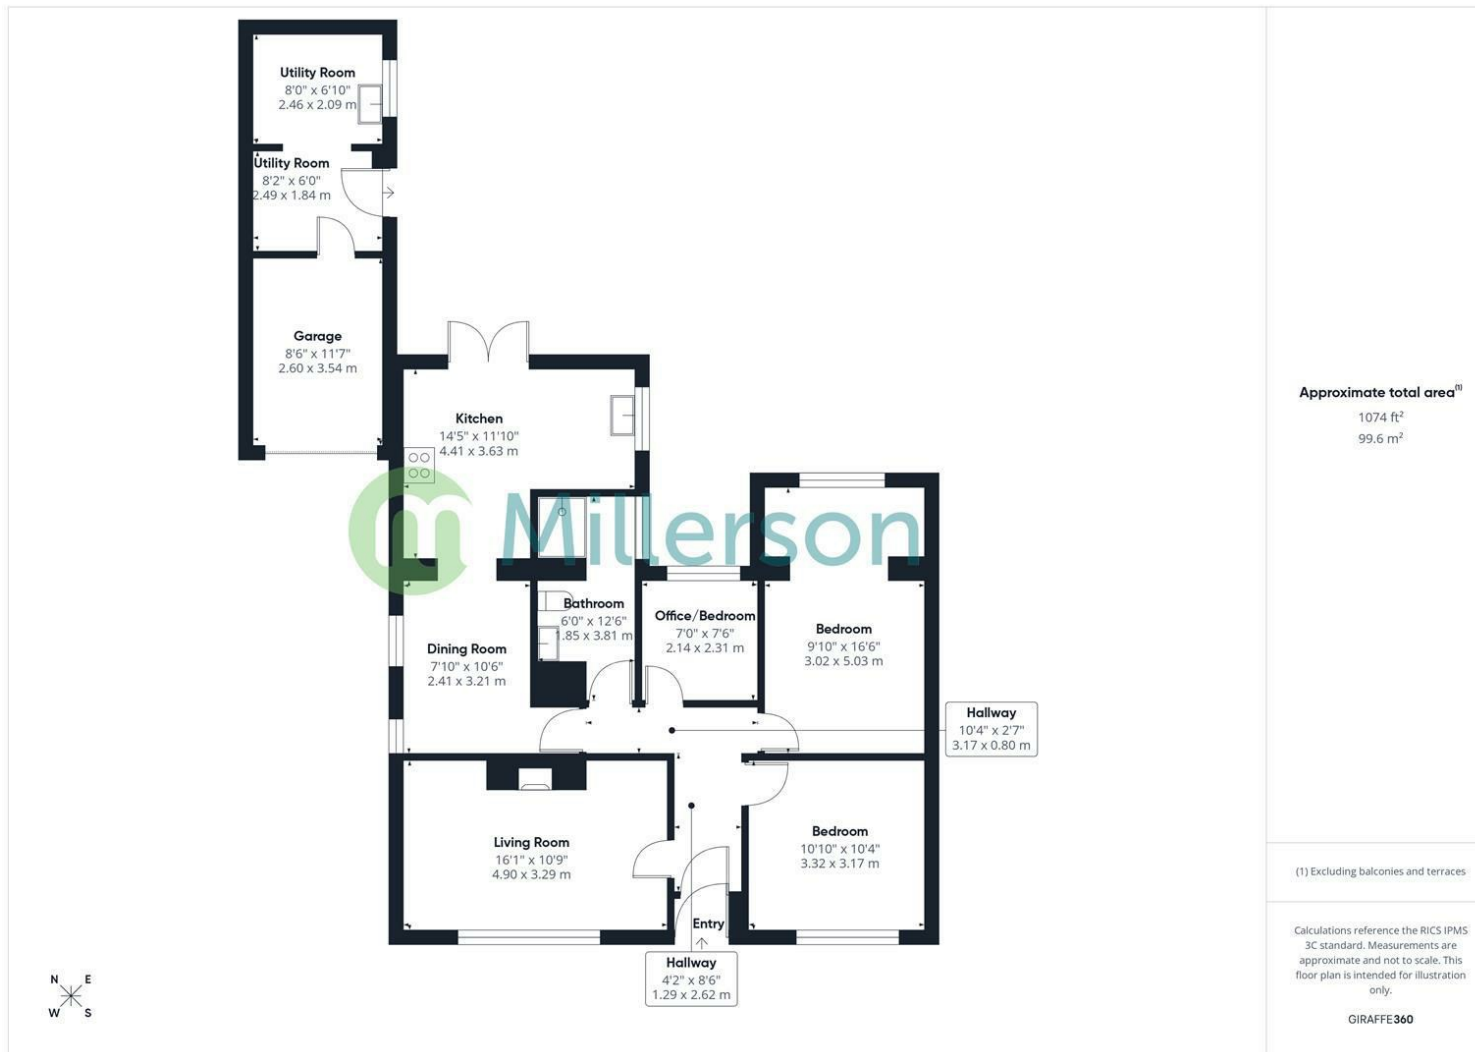 Utility Room
8'0" x 6'10"
2.46 x 2.09 m
Utility Room
8'2" x 6'0"
2.49 x 1.84 m
Garage
8'6" x 11'7"
2.60 x 3.54 m
Kitchen
14'5" x 11'10"
4.41 x 3.63 m
m Millerson
Bathroom
6'0" x 12'6"
1.85 x 3.81 m
Office/Bedroom
7'0" x 7'6"
2.14 x 2.31 m
Bedroom
9'10" x 16'6"
3.02 x 5.03 m
Dining Room
7'10" x 10'6"
2.41 x 3.21 m
Hallway
10'4" x 2'7"
3.17 x 0.80 m
Living Room
16'1" x 10'9"
4.90 x 3.29 m
Bedroom
10'10" x 10'4"
3.32 x 3.17 m
Entry
Hallway
4'2" x 8'6"
1.29 x 2.62 m
N E
W S
Approximate total area(1)
1074 ft²
99.6 m²
(1) Excluding balconies and terraces
Calculations reference the RICS IPMS
3C standard. Measurements are
approximate and not to scale. This
floor plan is intended for illustration
only.
GIRAFFE360